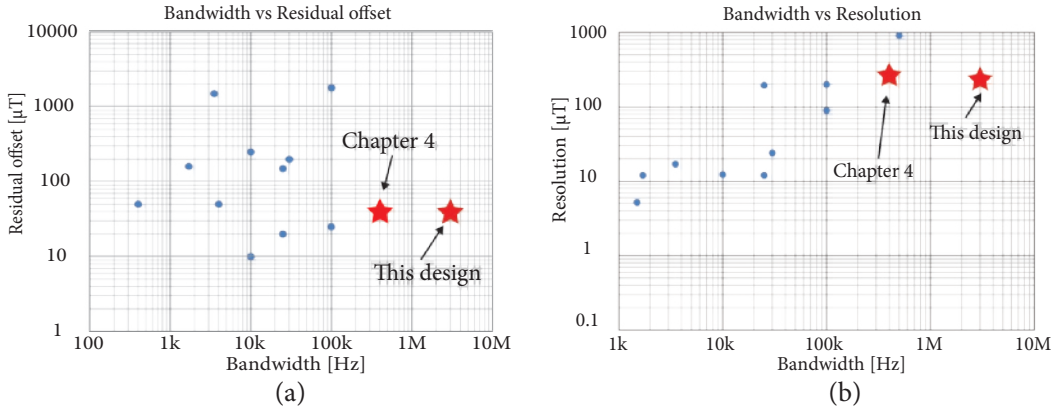 Bandwidth vs Residual offset
Residual offset [µT]
10000
1000
100
10
1
Chapter 4
This design
100 1k 10k 100k 1M 10M
Bandwidth [Hz]
(a)
Bandwidth vs Resolution
Resolution [µT]
1000
100
10
1
0.1
This design
Chapter 4
1k 10k 100k 1M 10M
Bandwidth [Hz]
(b)